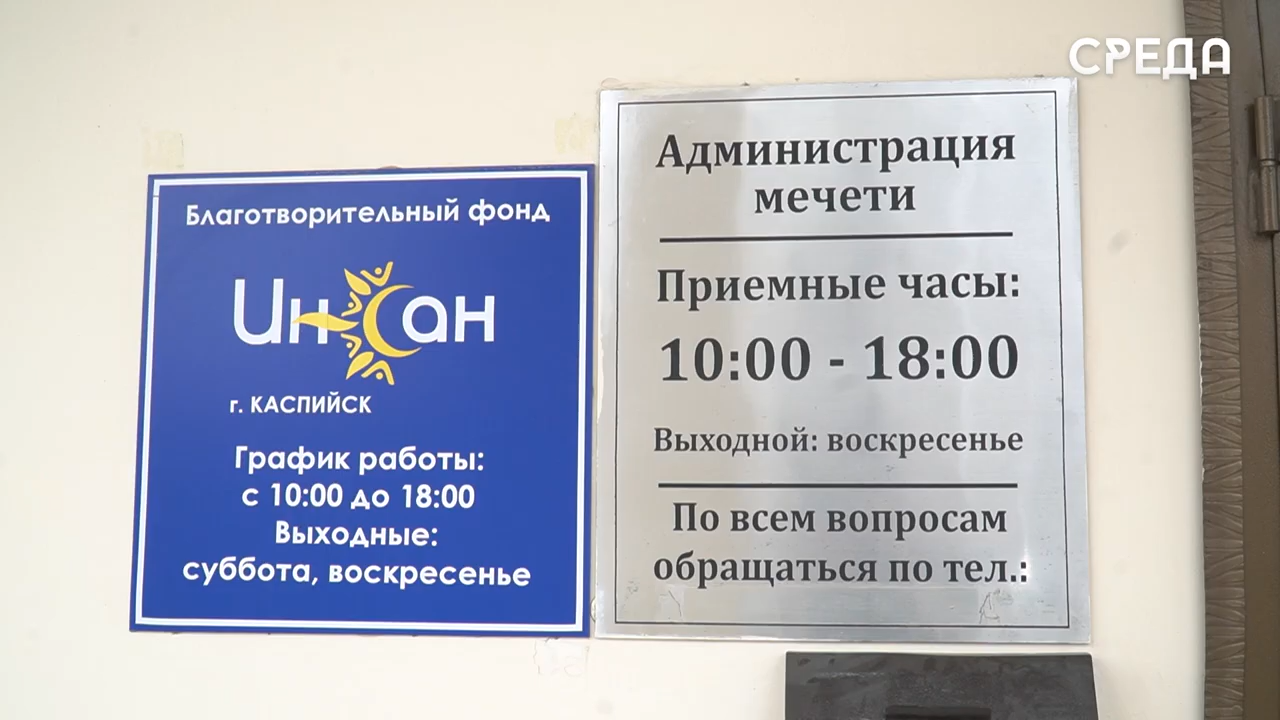 СРЕДА
Благотворительный фонд
Инсан
г. КАСПИЙСК
График работы:
с 10:00 до 18:00
Выходные:
суббота, воскресенье
Администрация
мечети
Приемные часы:
10:00 - 18:00
Выходной: воскресенье
По всем вопросам
обращаться по тел.: